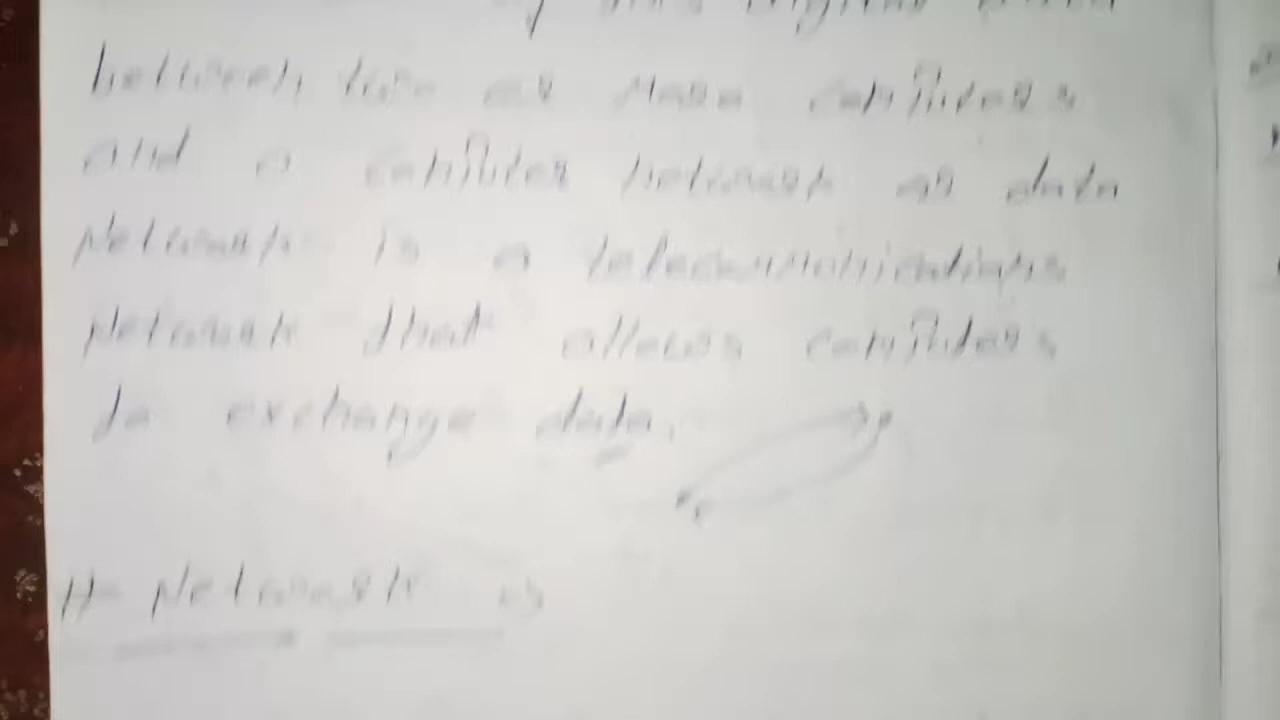 between two or more computers
and a computer network or data
Network is a telecommunications
Network that allows computers
to exchange data.
Network